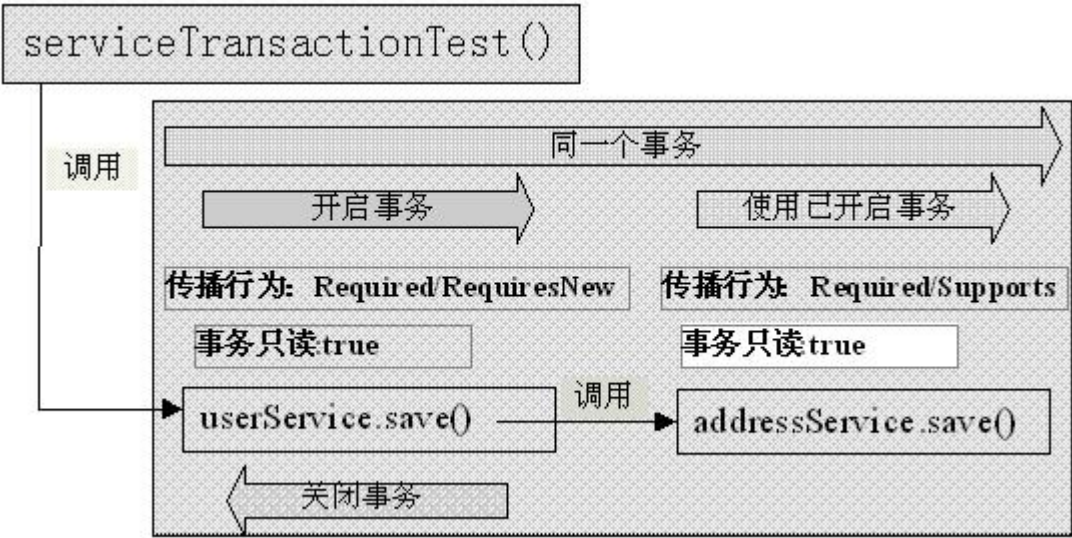 serviceTransactionTest()
调用
同一个事务
开启事务
使用已开启事务
传播行为: Required/RequiresNew
传播行为: Required/Supports
事务只读:true
事务只读:true
userService.save()
调用
addressService.save()
关闭事务